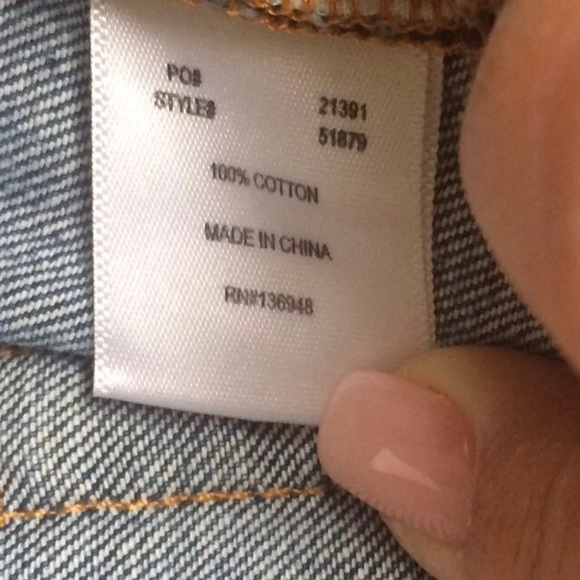 PO# 21391
STYLE# 51879
100% COTTON
MADE IN CHINA
RN#136948